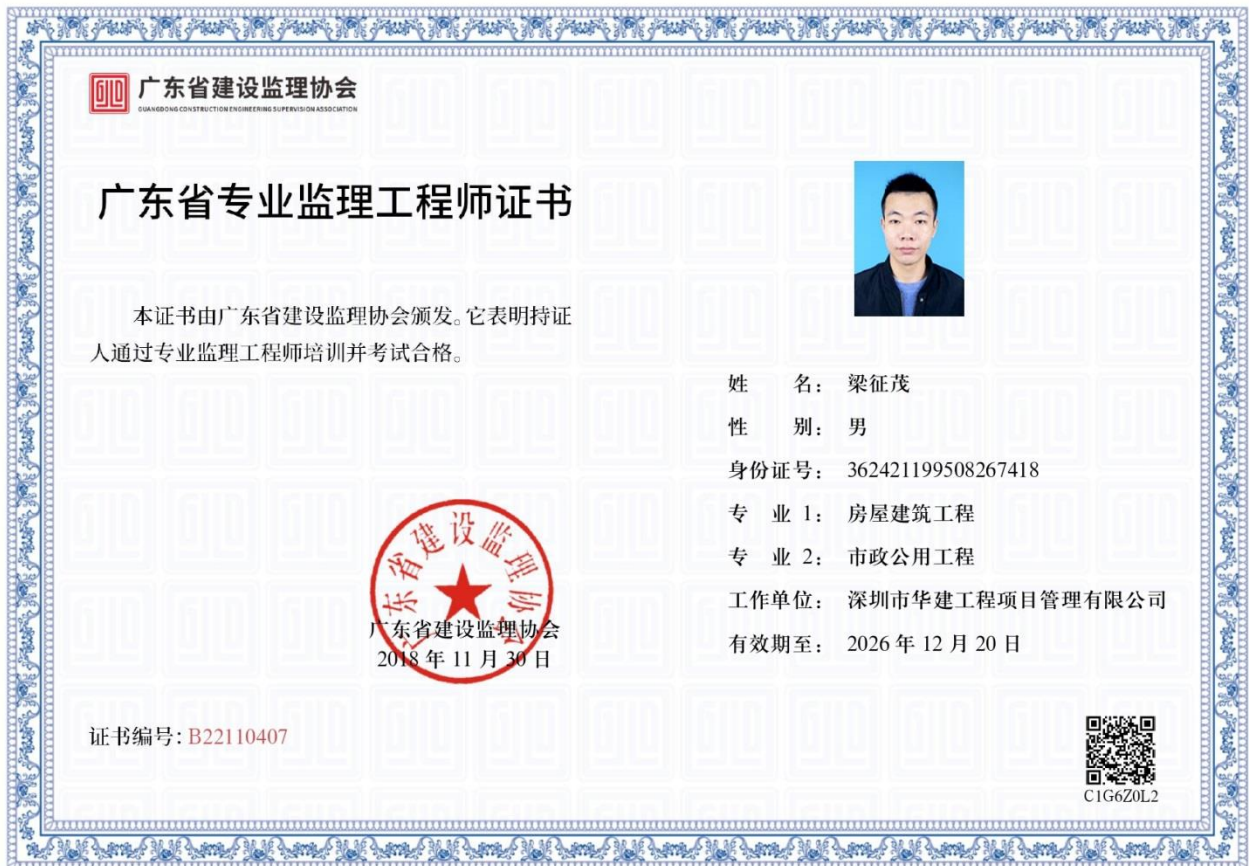 广东省建设监理协会
GUANGDONG CONSTRUCTION ENGINEERING SUPERVISION ASSOCIATION
广东省专业监理工程师证书
本证书由广东省建设监理协会颁发。它表明持证
人通过专业监理工程师培训并考试合格。
姓 名： 梁征茂
性 别： 男
身份证号： 362421199508267418
专 业 1： 房屋建筑工程
专 业 2： 市政公用工程
工作单位： 深圳市华建工程项目管理有限公司
有效期至： 2026 年 12 月 20 日
广东省建设监理协会
广东省建设监理协会
2018 年 11 月 30 日
证书编号：B22110407
C1G6Z0L2